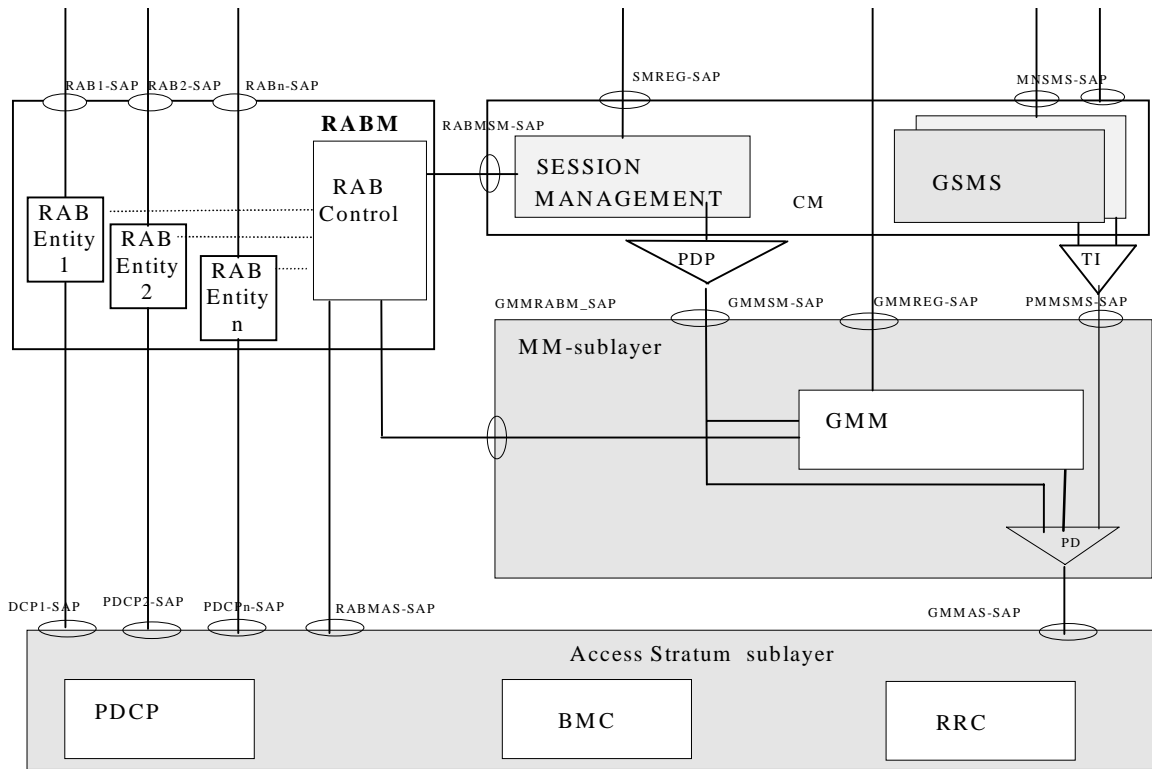 RAB1-SAP RAB2-SAP RABn-SAP
SMREG-SAP
MNSMS-SAP
RABM
RABMSM-SAP
RAB
Control
SESSION
MANAGEMENT
GSMS
CM
RAB
Entity
1
RAB
Entity
2
RAB
Entity
n
PDP
TI
GMMRABM_SAP
GMMSM-SAP
GMMREG-SAP
PMMSMS-SAP
MM-sublayer
GMM
PD
DCP1-SAP
PDCP2-SAP
PDCPn-SAP
RABMAS-SAP
GMMAS-SAP
Access Stratum sublayer
PDCP
BMC
RRC